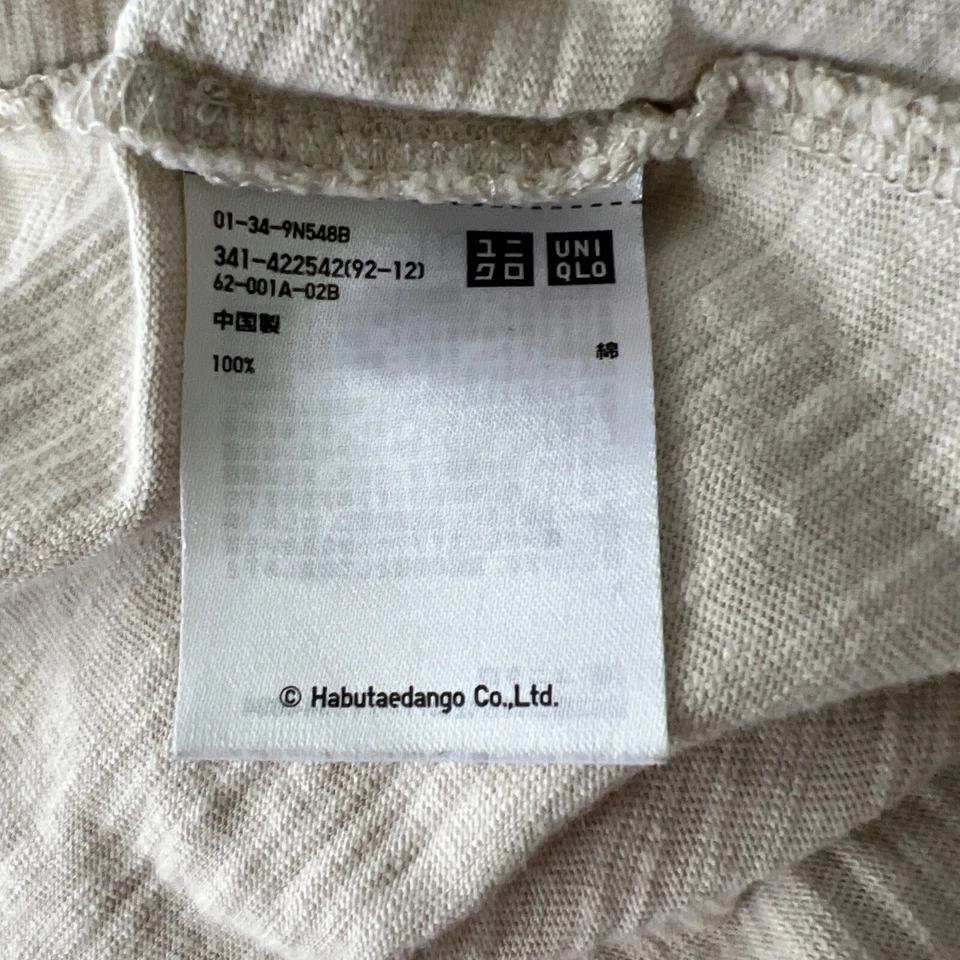 01-34-9N548B
341-422542(92-12)
62-001A-02B
ユニ
クロ
UNI
QLO
中国製
100%
綿
© Habutaedango Co.,Ltd.